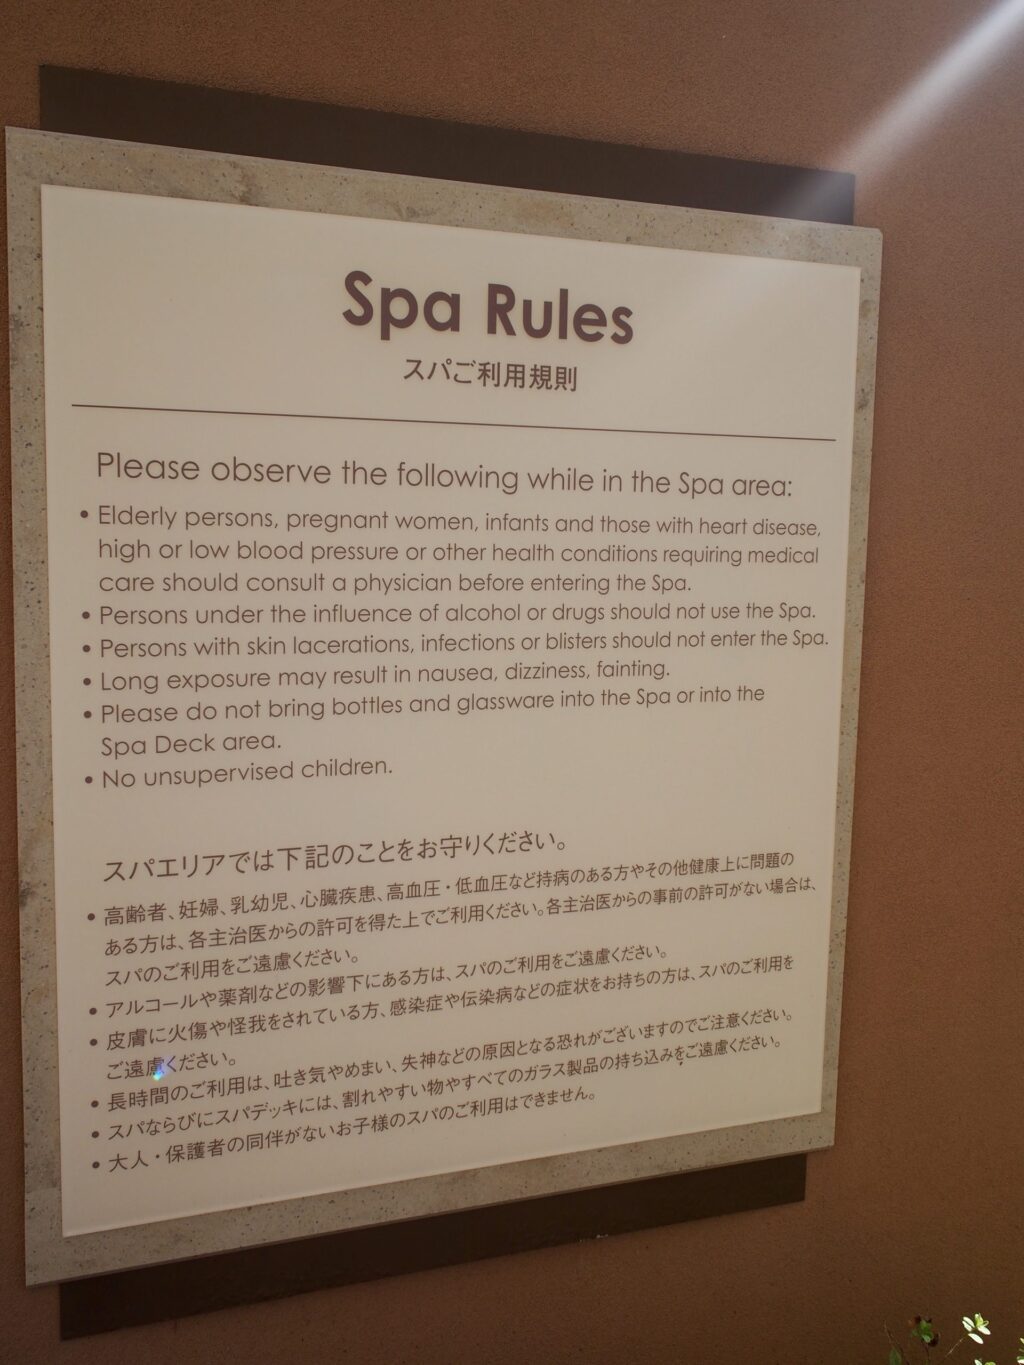 Spa Rules
スパご利用規則
Please observe the following while in the Spa area:
• Elderly persons, pregnant women, infants and those with heart disease,
high or low blood pressure or other health conditions requiring medical
care should consult a physician before entering the Spa.
• Persons under the influence of alcohol or drugs should not use the Spa.
• Persons with skin lacerations, infections or blisters should not enter the Spa.
• Long exposure may result in nausea, dizziness, fainting.
• Please do not bring bottles and glassware into the Spa or into the
Spa Deck area.
• No unsupervised children.
スパエリアでは下記のことをお守りください。
• 高齢者、妊婦、乳幼児、心臓疾患、高血圧・低血圧など持病のある方やその他健康上に問題の
ある方は、各主治医からの許可を得た上でご利用ください。各主治医からの事前の許可がない場合は、
スパのご利用をご遠慮ください。
• アルコールや薬剤などの影響下にある方は、スパのご利用をご遠慮ください。
• 皮膚に火傷や怪我をされている方、感染症や伝染病などの症状をお持ちの方は、スパのご利用を
ご遠慮ください。
• 長時間のご利用は、吐き気やめまい、失神などの原因となる恐れがございますのでご注意ください。
• スパならびにスパデッキには、割れやすい物やすべてのガラス製品の持ち込みをご遠慮ください。
• 大人・保護者の同伴がないお子様のスパのご利用はできません。